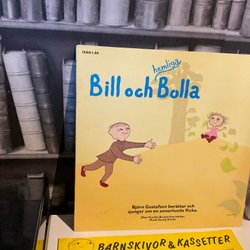 FRÅN 3 ÅR
hemliga
Bill och Bolla
Björn Gustafson berättar och
sjunger om en annorlunda flicka.
BARNSKIVOR & KASSETTER